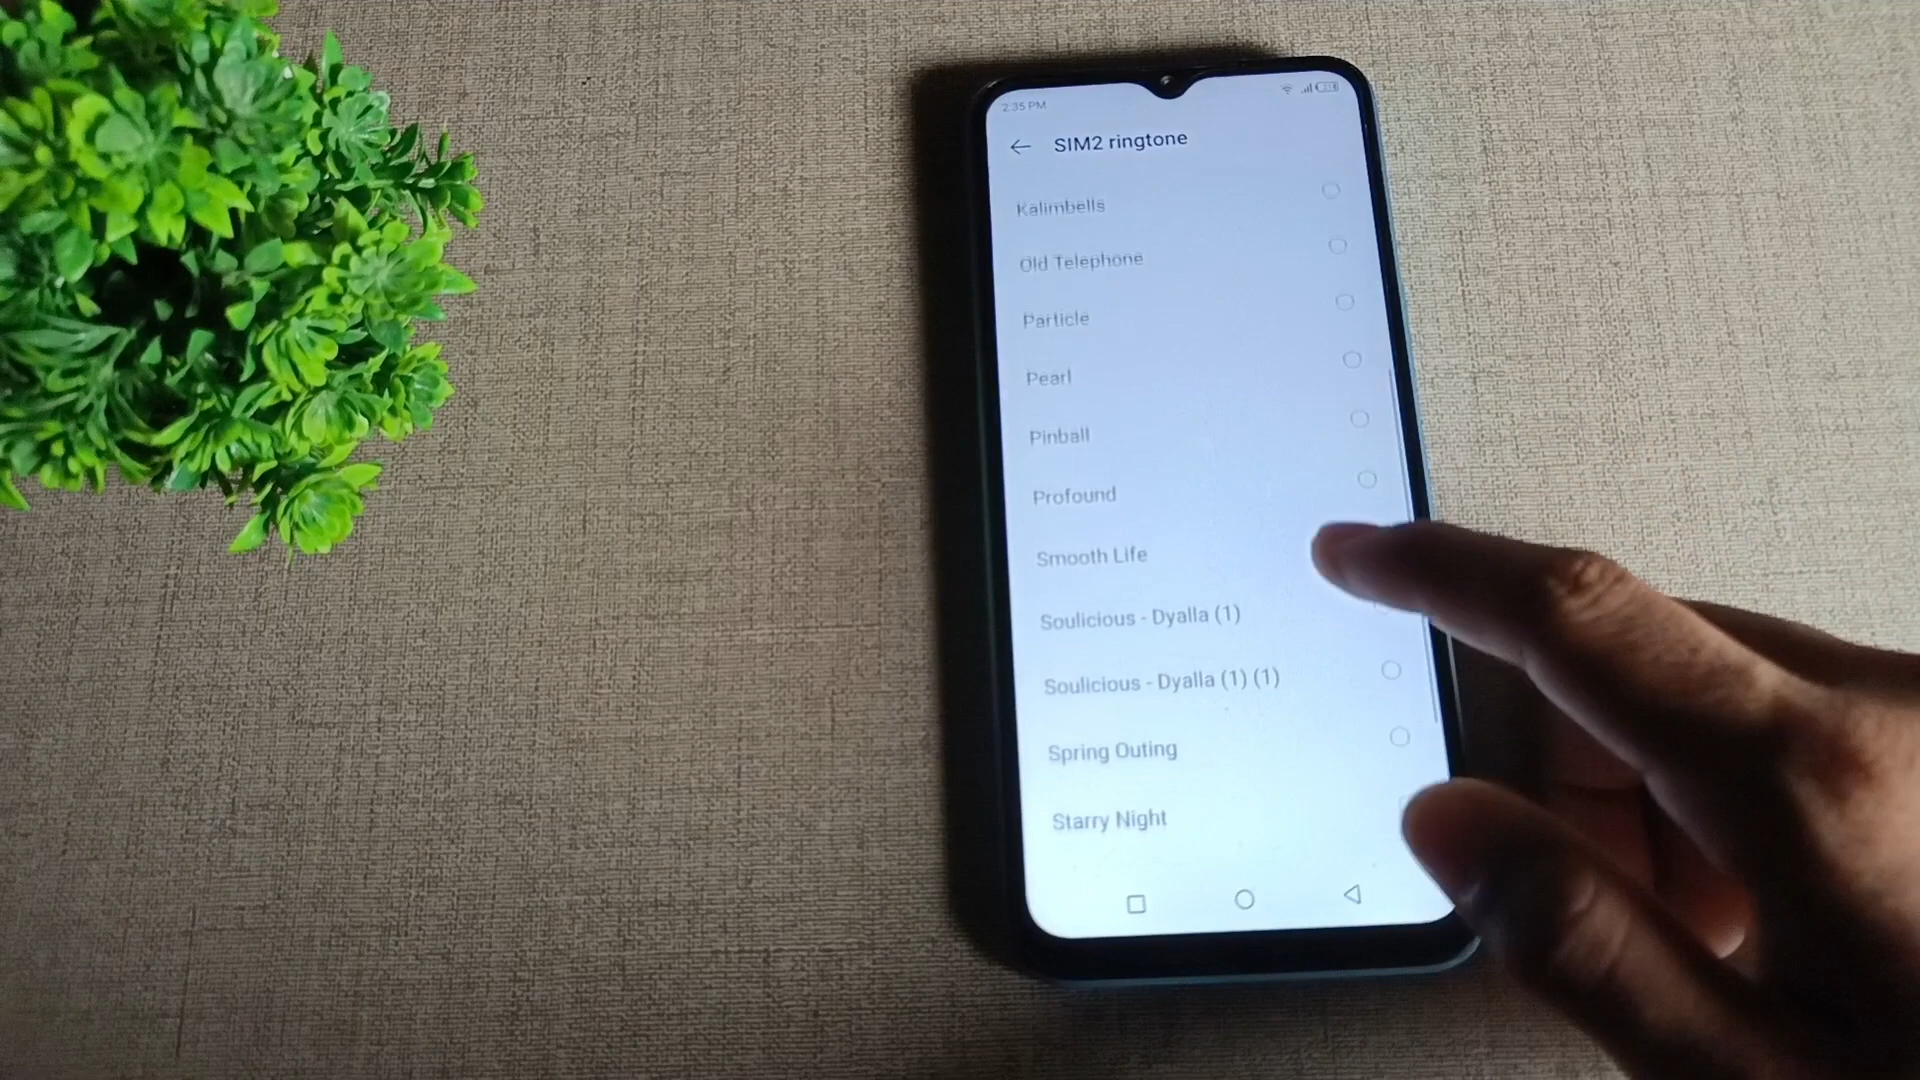 2:35 PM
SIM2 ringtone
Kalimbells
Old Telephone
Particle
Pearl
Pinball
Profound
Smooth Life
Soulicious - Dyalla (1)
Soulicious - Dyalla (1) (1)
Spring Outing
Starry Night